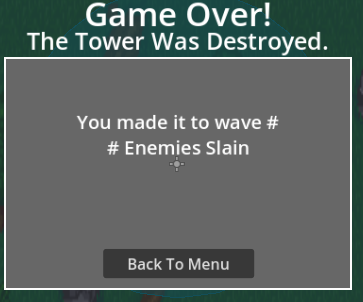 Game Over!
The Tower Was Destroyed.
You made it to wave #
# Enemies Slain
Back To Menu